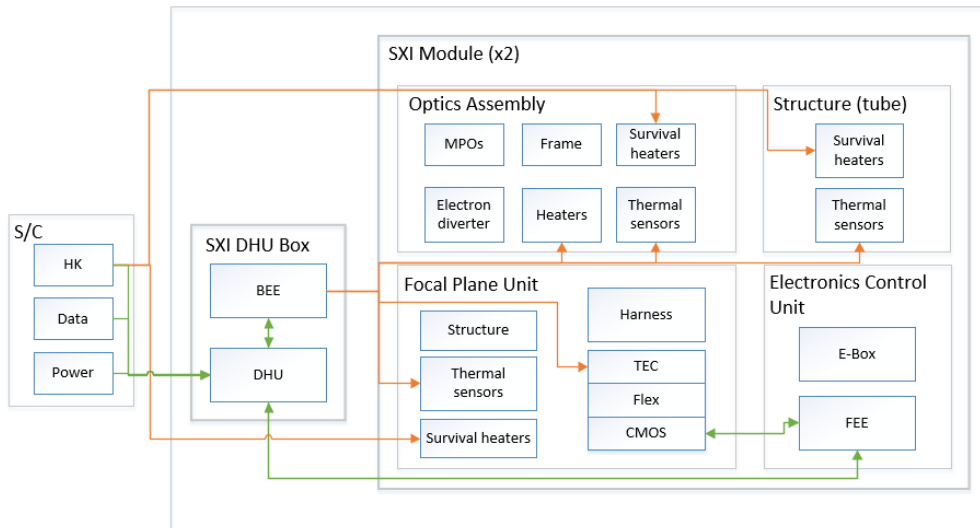 SXI Module (x2)
Optics Assembly
MPOs
Frame
Survival
heaters
Electron
diverter
Heaters
Thermal
sensors
Structure (tube)
Survival
heaters
Thermal
sensors
S/C
HK
Data
Power
SXI DHU Box
BEE
DHU
Focal Plane Unit
Structure
Thermal
sensors
Survival heaters
Harness
TEC
Flex
CMOS
Electronics Control
Unit
E-Box
FEE